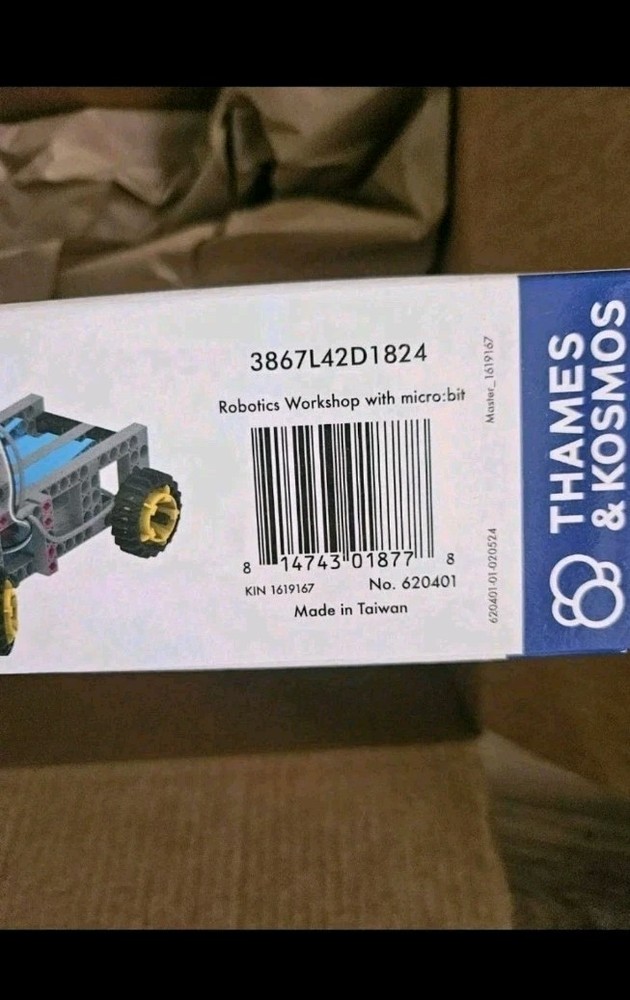 3867L42D1824
Robotics Workshop with micro:bit
8 14743 01877 8
KIN 1619167 No. 620401
Made in Taiwan
Master_1619167
620401-01-020524
THAMES
& KOSMOS